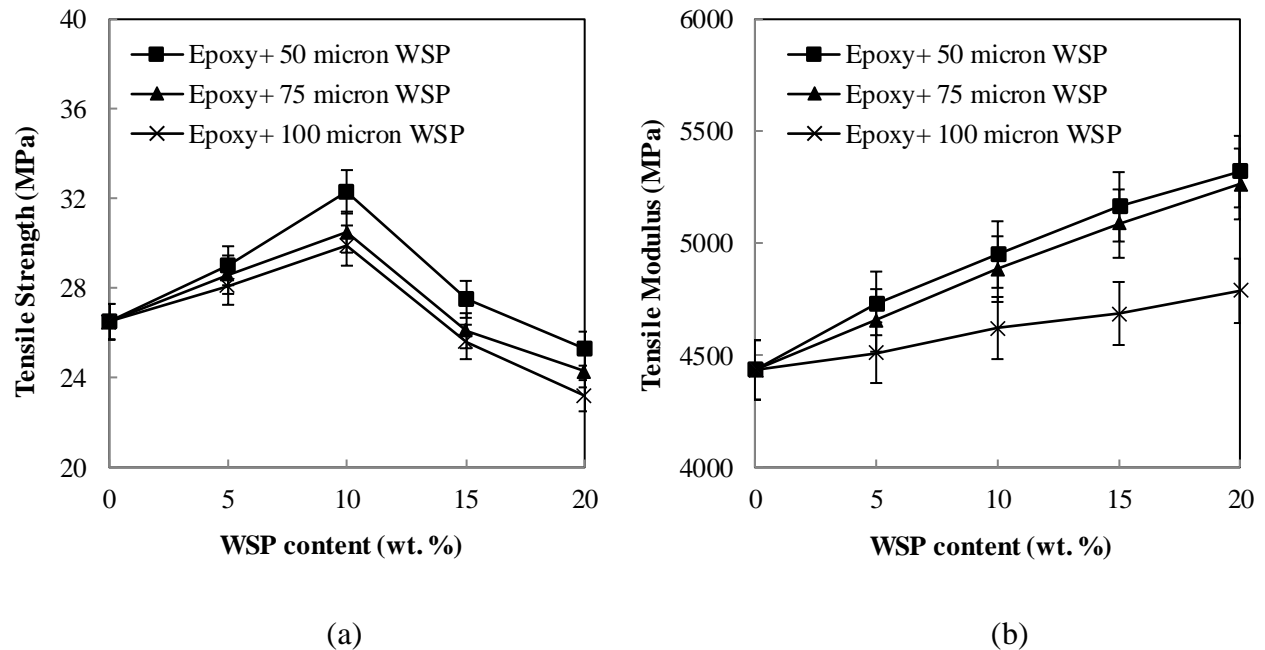 Epoxy+ 50 micron WSP
Epoxy+ 75 micron WSP
Epoxy+ 100 micron WSP
40
36
32
28
24
20
0 5 10 15 20
Tensile Strength (MPa)
WSP content (wt. %)
(a)
Epoxy+ 50 micron WSP
Epoxy+ 75 micron WSP
Epoxy+ 100 micron WSP
6000
5500
5000
4500
4000
0 5 10 15 20
Tensile Modulus (MPa)
WSP content (wt. %)
(b)